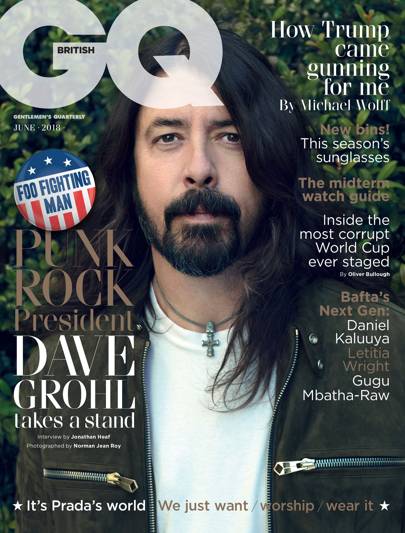 GQ
BRITISH
GENTLEMEN'S QUARTERLY
JUNE · 2018
FOO FIGHTING
MAN
PUNK
ROCK
President
DAVE
GROHL
takes a stand
Interview by Jonathan Heaf
Photographed by Norman Jean Roy
How Trump
came
gunning
for me
By Michael Wolff
New bins!
This season's
sunglasses
The midterm
watch guide
Inside the
most corrupt
World Cup
ever staged
By Oliver Bullough
Bafta's
Next Gen:
Daniel
Kaluuya
Letitia
Wright
Gugu
Mbatha-Raw
★ It's Prada's world We just want / worship / wear it ★